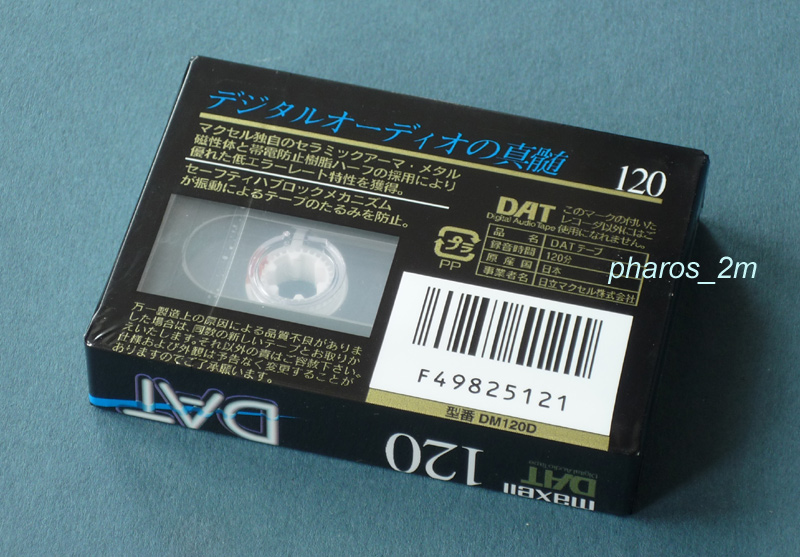 デジタルオーディオの真髄
120
マクセル独自のセラミックアーマ・メタル
磁性体と帯電防止樹脂ハーフの採用により
優れた低エラーレート特性を獲得。
セーフティハブロックメカニズム
が振動によるテープのたるみを防止。
DAT
Digital Audio Tape
このマークの付いた
レコーダ以外にはご
使用になれません。
品名 DATテープ
録音時間 120分
原産国 日本
事業者名 日立マクセル株式会社
プラ
PP
pharos_2m
万一製造上の原因による品質不良がありま
した場合は、同数の新しいテープとお取りか
えいたします。それ以外の責はご容赦下さい。
仕様および外観は予告なく変更することが
ありますのでご了承願います。
F49825121
型番 DM120D
DAT
120
maxell
DAT
Digital Audio Tape